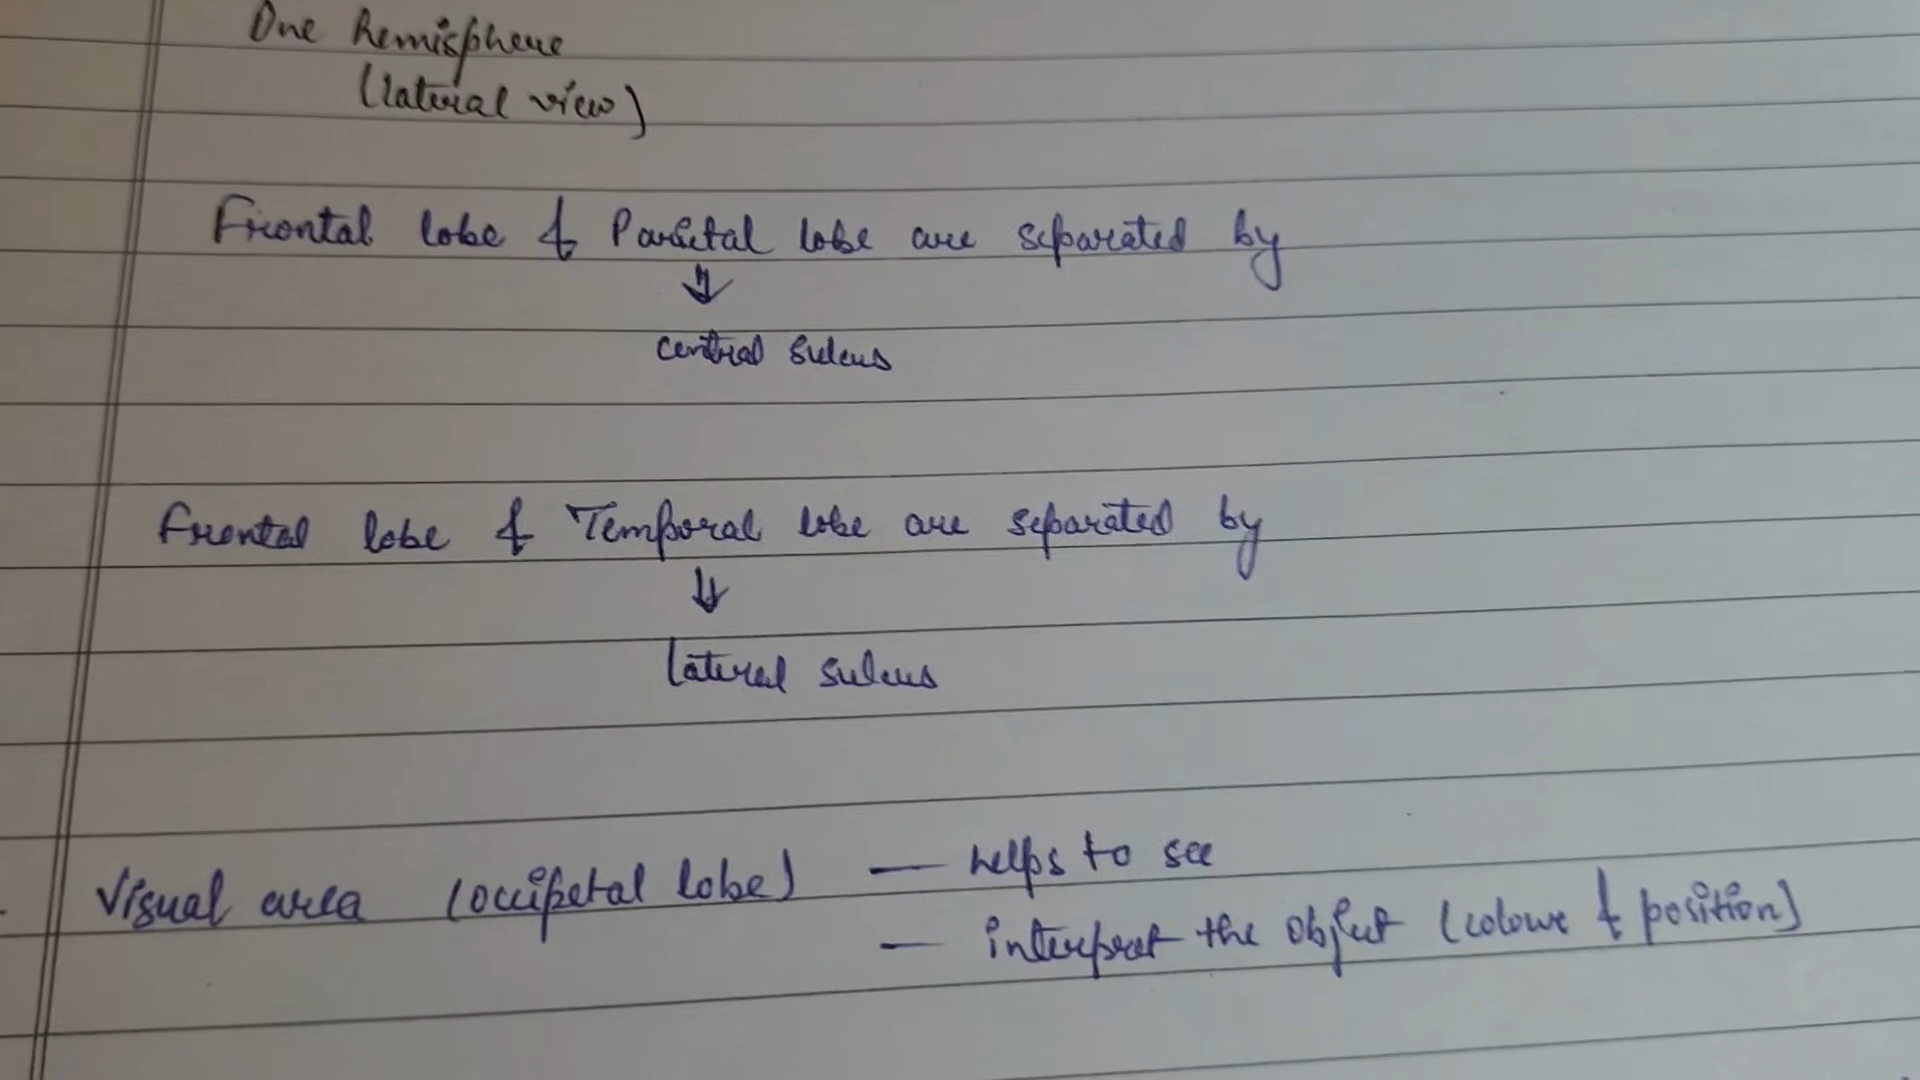 One hemisphere
(lateral view)
Frontal lobe & Parietal lobe are separated by
↓
central sulcus
Frontal lobe & Temporal lobe are separated by
↓
lateral sulcus
Visual area (occipetal lobe) — helps to see
— interpret the object (colour & position)